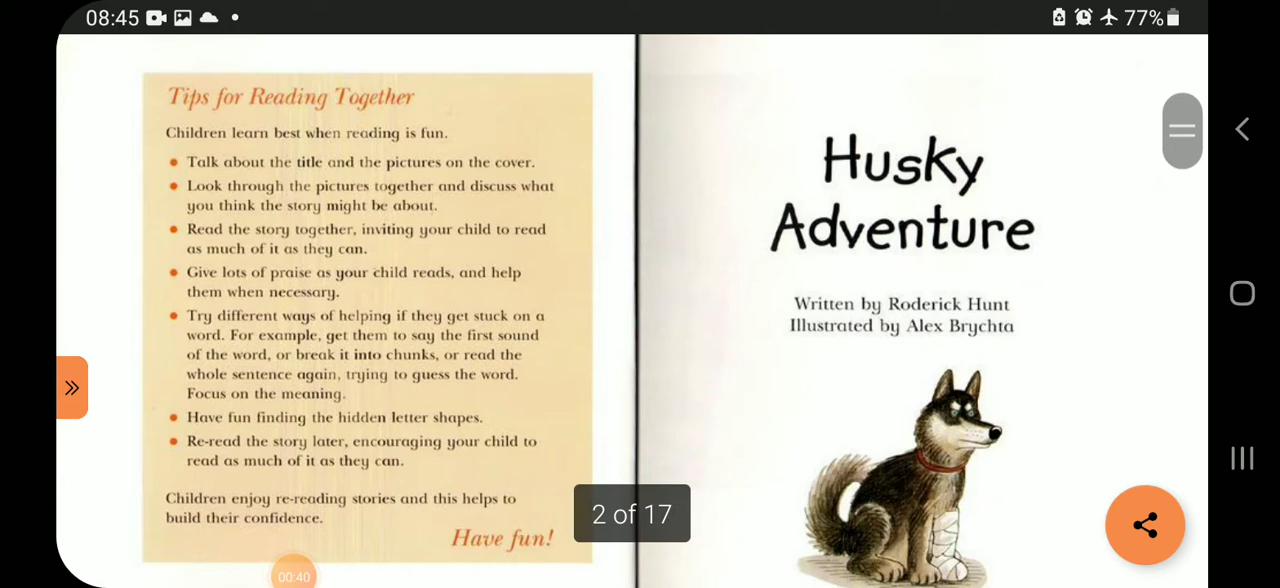 08:45
77%
Tips for Reading Together
Children learn best when reading is fun.
Talk about the title and the pictures on the cover.
Look through the pictures together and discuss what
you think the story might be about.
Read the story together, inviting your child to read
as much of it as they can.
Give lots of praise as your child reads, and help
them when necessary.
Try different ways of helping if they get stuck on a
word. For example, get them to say the first sound
of the word, or break it into chunks, or read the
whole sentence again, trying to guess the word.
Focus on the meaning.
Have fun finding the hidden letter shapes.
Re-read the story later, encouraging your child to
read as much of it as they can.
Children enjoy re-reading stories and this helps to
build their confidence.
Have fun!
00:40
2 of 17
Husky
Adventure
Written by Roderick Hunt
Illustrated by Alex Brychta